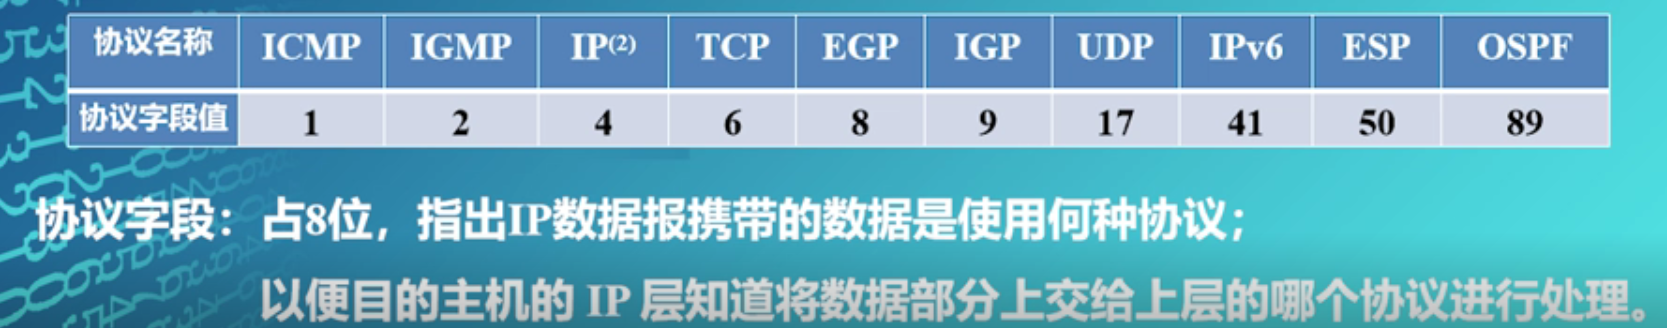 协议名称 ICMP IGMP IP(2) TCP EGP IGP UDP IPv6 ESP OSPF
协议字段值 1 2 4 6 8 9 17 41 50 89
协议字段：占8位，指出IP数据报携带的数据是使用何种协议；
以便目的主机的 IP 层知道将数据部分上交给上层的哪个协议进行处理。